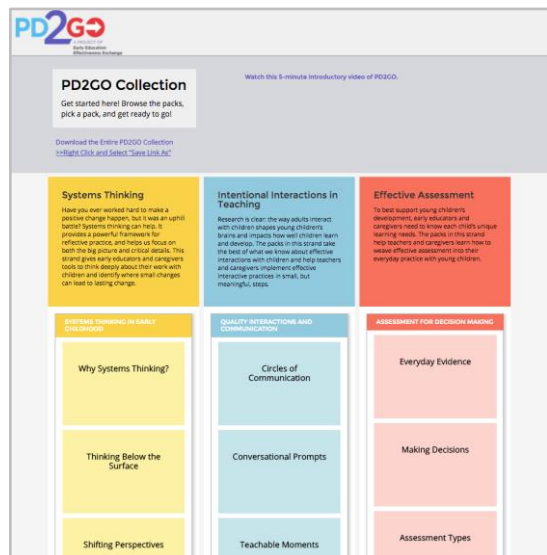 PD2GO
A PROJECT OF
Early Education
Effectiveness Exchange
PD2GO Collection
Get started here! Browse the packs,
pick a pack, and get ready to go!
Watch this 5-minute introductory video of PD2GO.
Download the Entire PD2GO Collection
>>Right Click and Select "Save Link As"
Systems Thinking
Have you ever worked hard to make a
positive change happen, but it was an uphill
battle? Systems thinking can help. It
provides a powerful framework for
reflective practice, and helps us focus on
both the big picture and critical details. This
strand gives early educators and caregivers
tools to think deeply about their work with
children and identify where small changes
can lead to lasting change.
Intentional Interactions in
Teaching
Research is clear: the way adults interact
with children shapes young children's
brains and impacts how well children learn
and develop. The packs in this strand take
the best of what we know about effective
interactions with children and help teachers
and caregivers implement effective
interactive practices in small, but
meaningful, steps.
Effective Assessment
To best support young children's
development, early educators and
caregivers need to know each child's unique
learning needs. The packs in this strand
help teachers and caregivers learn how to
weave effective assessment into their
everyday practice with young children.
SYSTEMS THINKING IN EARLY
CHILDHOOD
Why Systems Thinking?
Thinking Below the
Surface
Shifting Perspectives
QUALITY INTERACTIONS AND
COMMUNICATION
Circles of
Communication
Conversational Prompts
Teachable Moments
ASSESSMENT FOR DECISION MAKING
Everyday Evidence
Making Decisions
Assessment Types